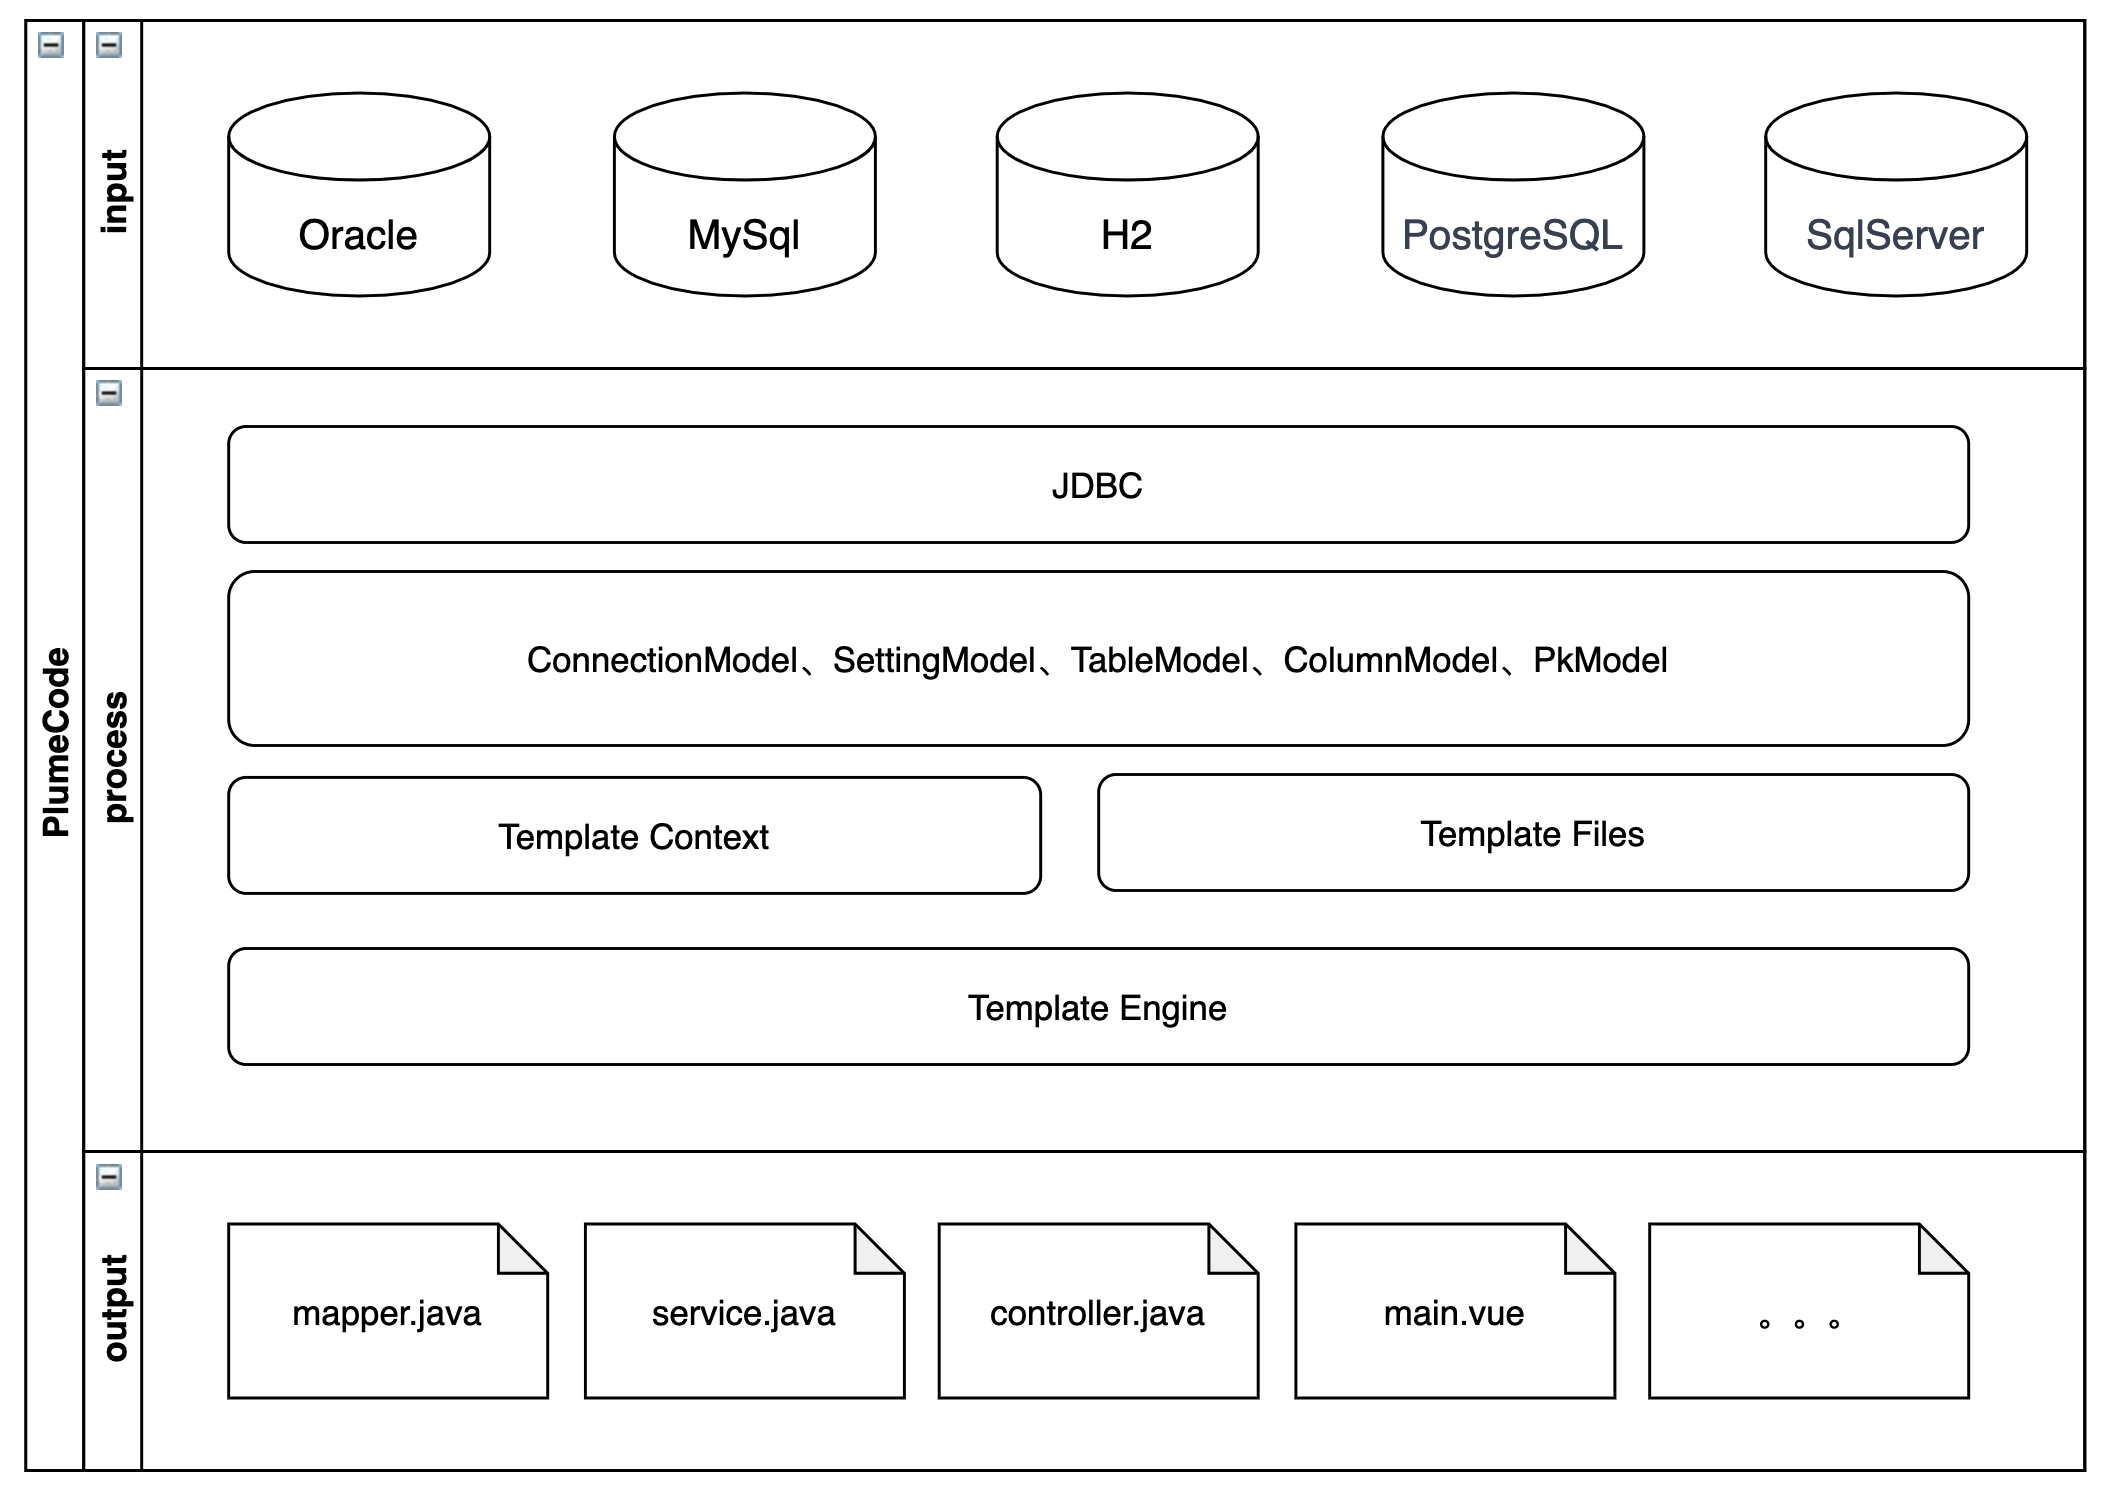 PlumeCode
input
Oracle
MySql
H2
PostgreSQL
SqlServer
process
JDBC
ConnectionModel、SettingModel、TableModel、ColumnModel、PkModel
Template Context
Template Files
Template Engine
output
mapper.java
service.java
controller.java
main.vue
。。。